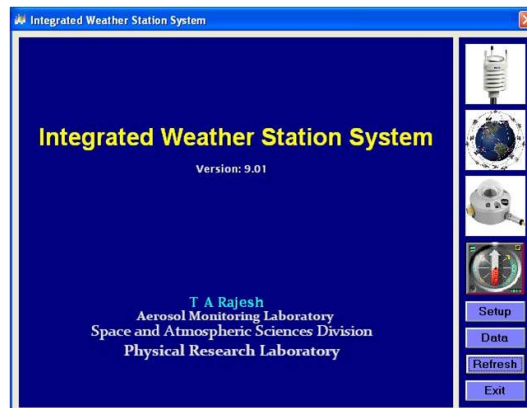 Integrated Weather Station System
Integrated Weather Station System
Version: 9.01
T A Rajesh
Aerosol Monitoring Laboratory
Space and Atmospheric Sciences Division
Physical Research Laboratory
Setup
Data
Refresh
Exit